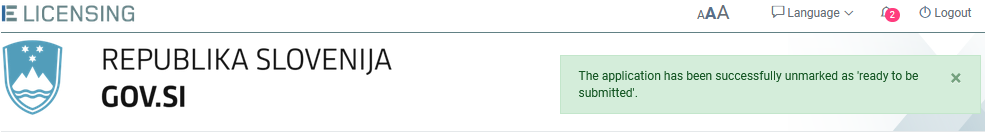 E LICENSING
AAA
Language
2
Logout
REPUBLIKA SLOVENIJA
GOV.SI
The application has been successfully unmarked as 'ready to be
submitted'.
×